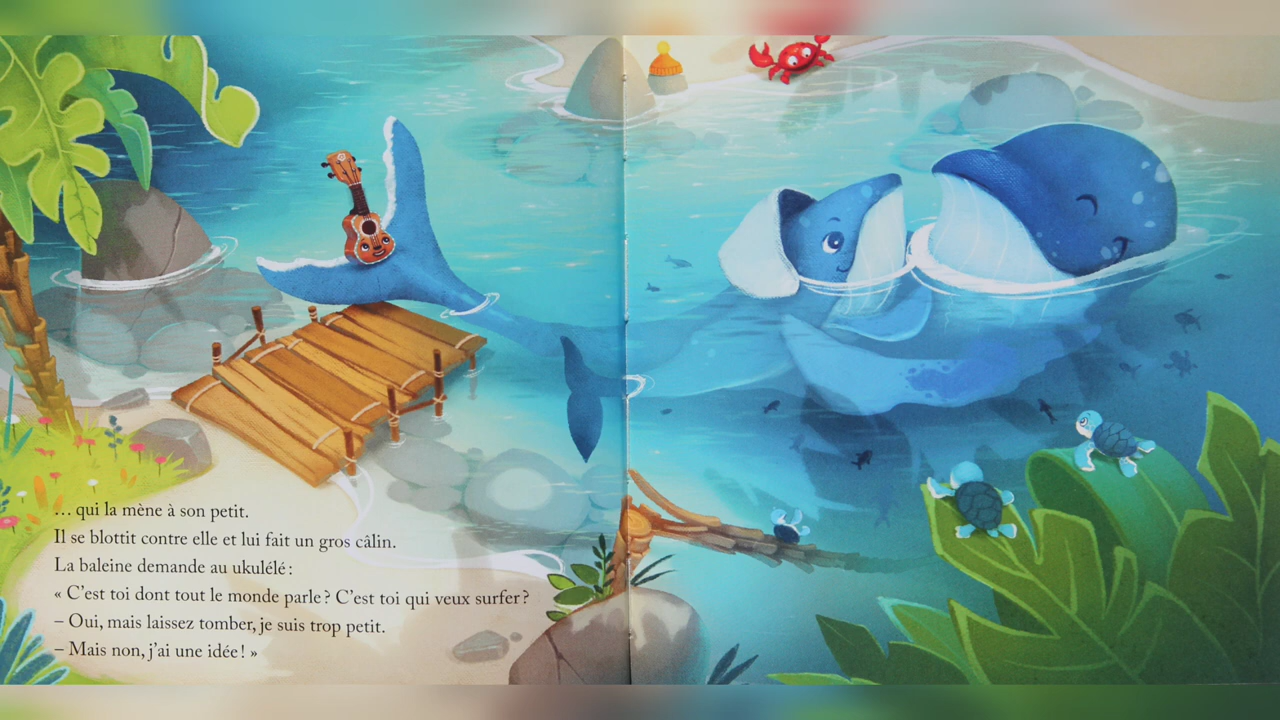 … qui la mène à son petit.
Il se blottit contre elle et lui fait un gros câlin.
La baleine demande au ukulélé :
« C'est toi dont tout le monde parle ? C'est toi qui veux surfer ?
– Oui, mais laissez tomber, je suis trop petit.
– Mais non, j'ai une idée ! »